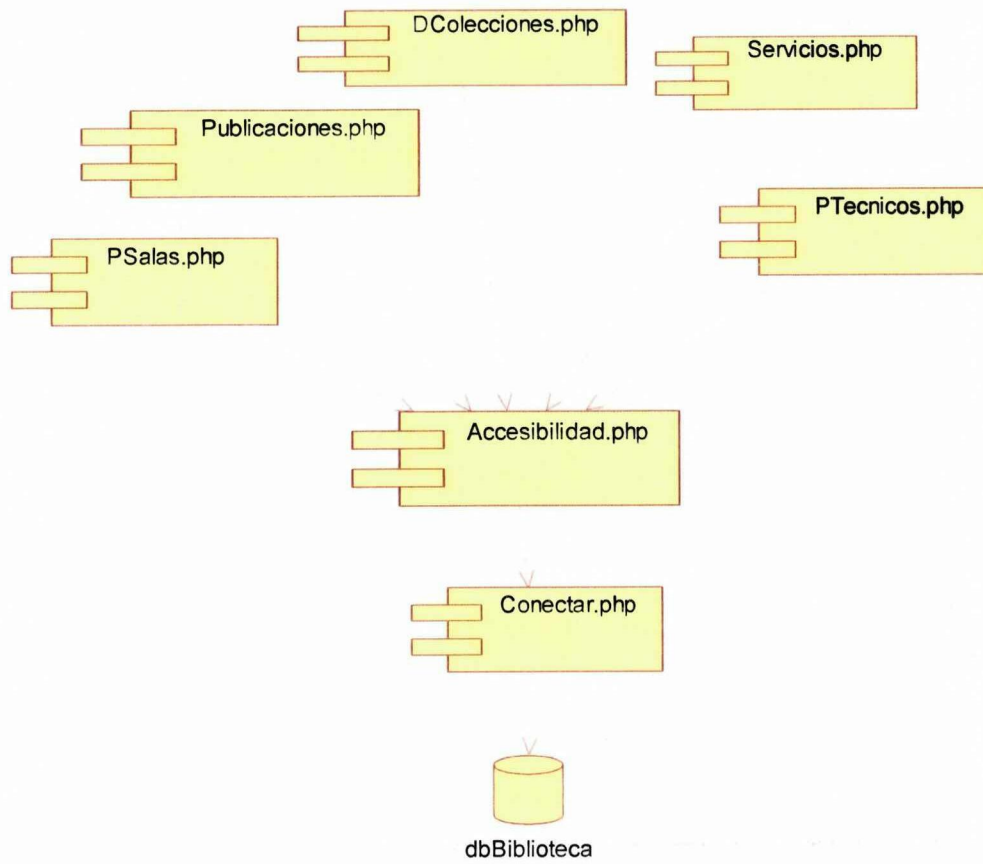 DColecciones.php
Servicios.php
Publicaciones.php
PTecnicos.php
PSalas.php
Accesibilidad.php
Conectar.php
dbBiblioteca